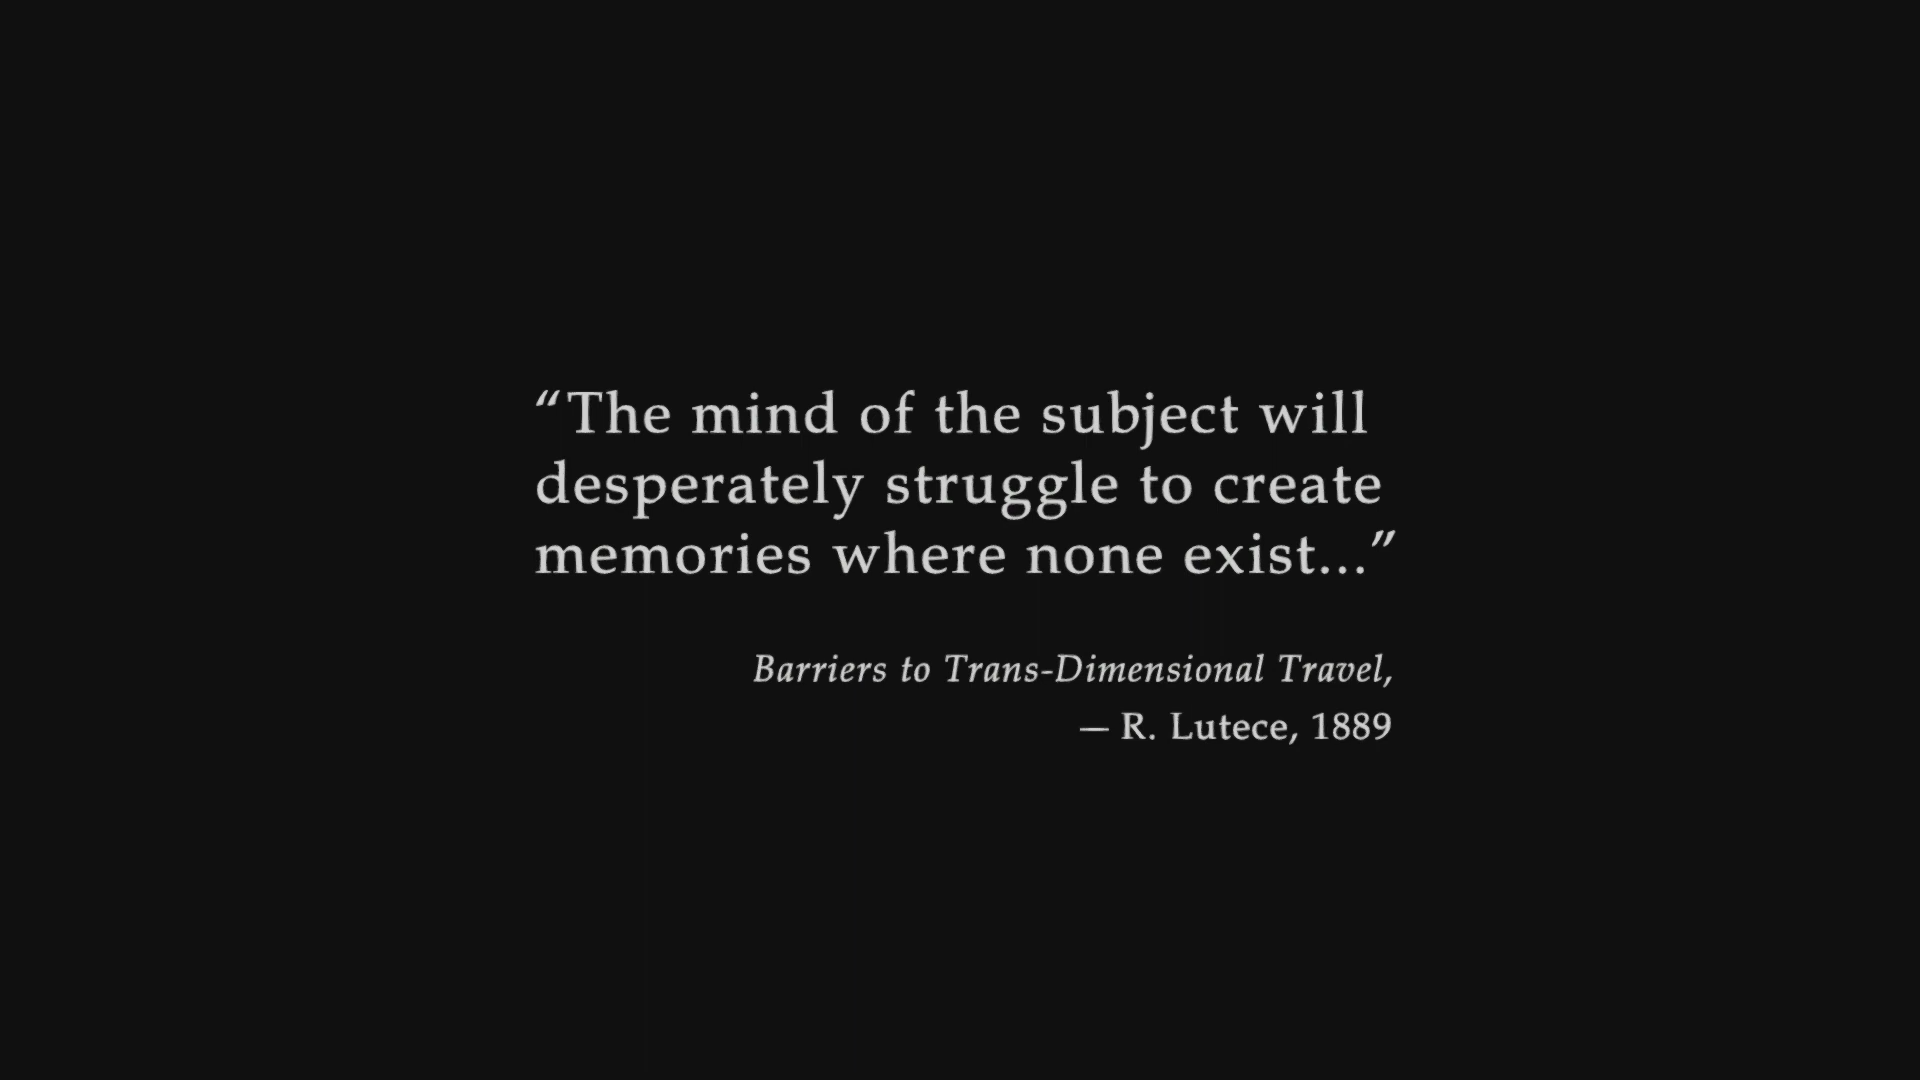 “The mind of the subject will
desperately struggle to create
memories where none exist...”
Barriers to Trans-Dimensional Travel,
— R. Lutece, 1889